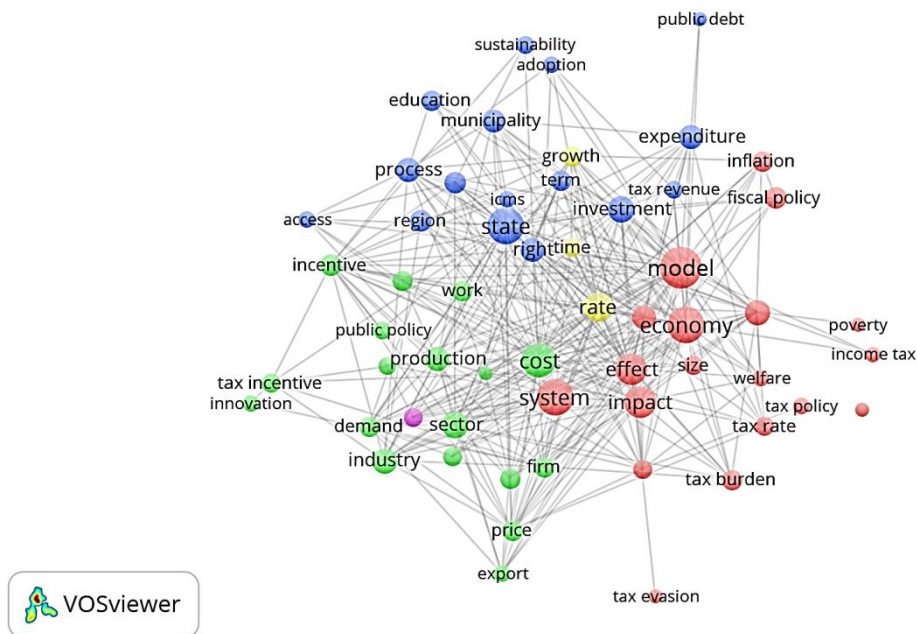 public debt
sustainability
adoption
education
municipality
expenditure
growth
inflation
process
term
tax revenue
fiscal policy
icms
investment
access
region
state
right
time
incentive
model
work
rate
economy
public policy
poverty
production
cost
effect
size
income tax
tax incentive
welfare
innovation
system
impact
tax policy
demand
sector
tax rate
industry
firm
tax burden
price
export
tax evasion
VOSviewer